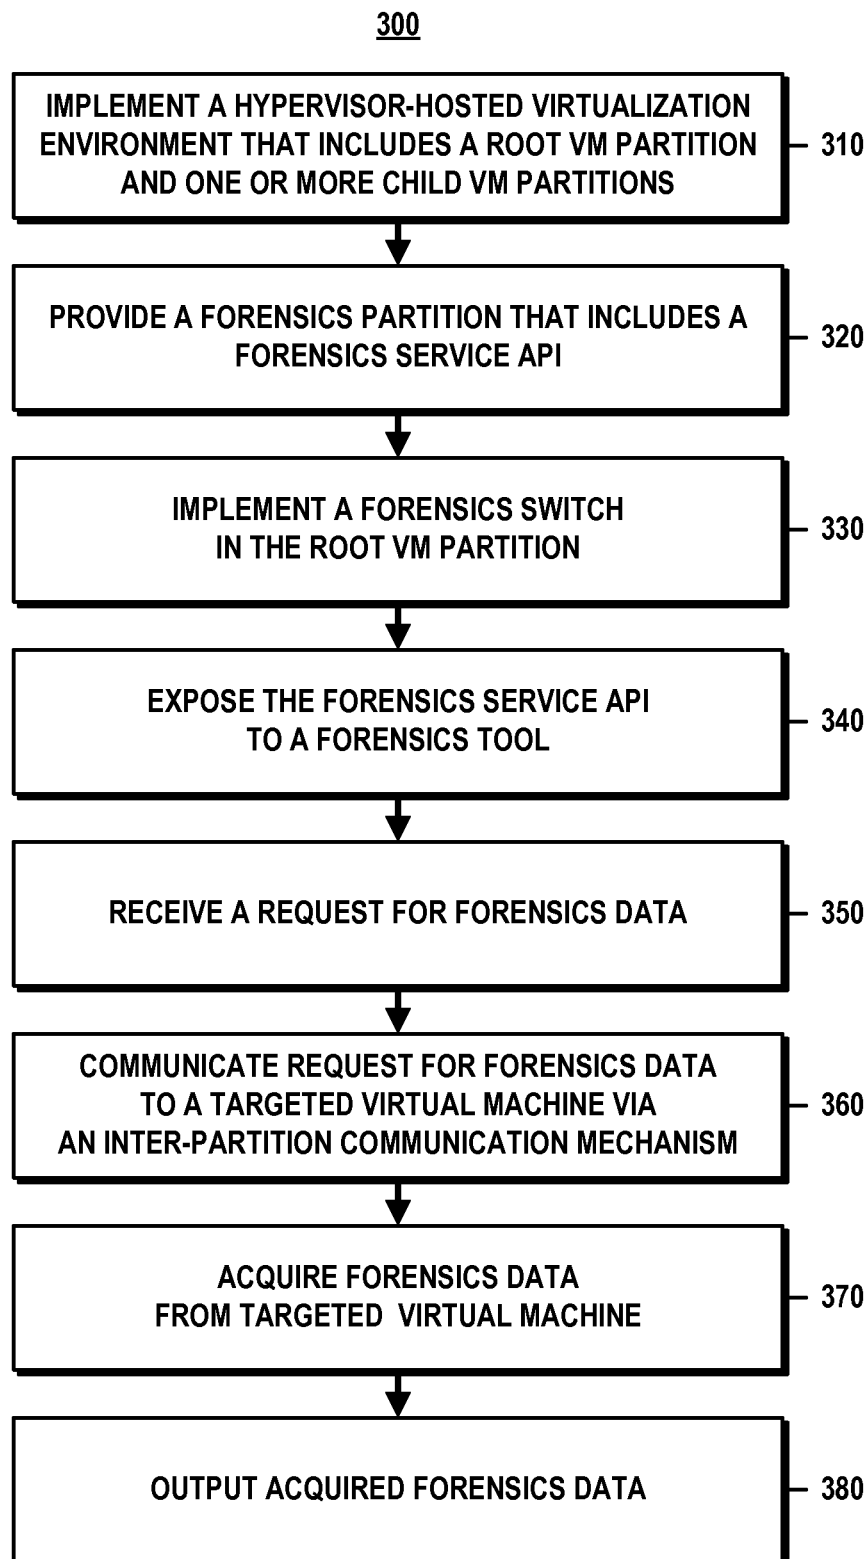 300
IMPLEMENT A HYPERVISOR-HOSTED VIRTUALIZATION
ENVIRONMENT THAT INCLUDES A ROOT VM PARTITION
AND ONE OR MORE CHILD VM PARTITIONS
310
PROVIDE A FORENSICS PARTITION THAT INCLUDES A
FORENSICS SERVICE API
320
IMPLEMENT A FORENSICS SWITCH
IN THE ROOT VM PARTITION
330
EXPOSE THE FORENSICS SERVICE API
TO A FORENSICS TOOL
340
RECEIVE A REQUEST FOR FORENSICS DATA
350
COMMUNICATE REQUEST FOR FORENSICS DATA
TO A TARGETED VIRTUAL MACHINE VIA
AN INTER-PARTITION COMMUNICATION MECHANISM
360
ACQUIRE FORENSICS DATA
FROM TARGETED VIRTUAL MACHINE
370
OUTPUT ACQUIRED FORENSICS DATA
380